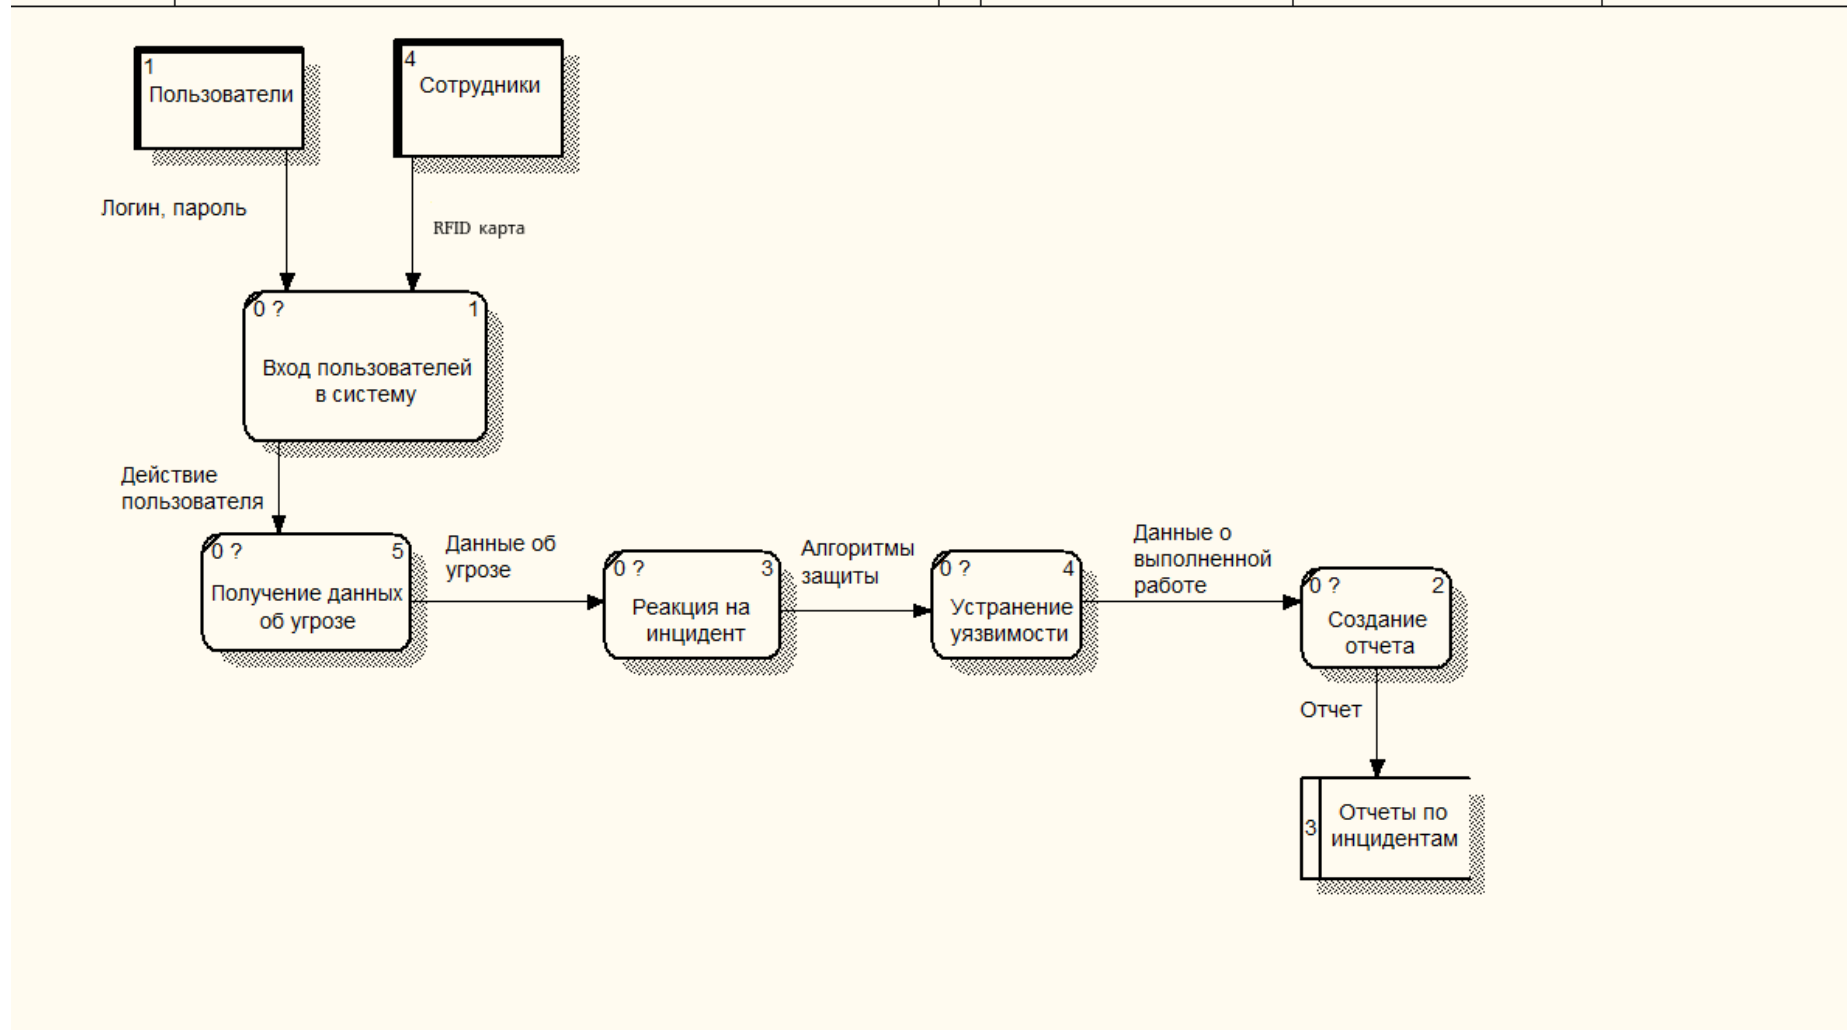 1
Пользователи
4
Сотрудники
Логин, пароль
RFID карта
0 ?
1
Вход пользователей
в систему
Действие
пользователя
0 ?
5
Получение данных
об угрозе
Данные об
угрозе
0 ?
3
Реакция на
инцидент
Алгоритмы
защиты
0 ?
4
Устранение
уязвимости
Данные о
выполненной
работе
0 ?
2
Создание
отчета
Отчет
3
Отчеты по
инцидентам